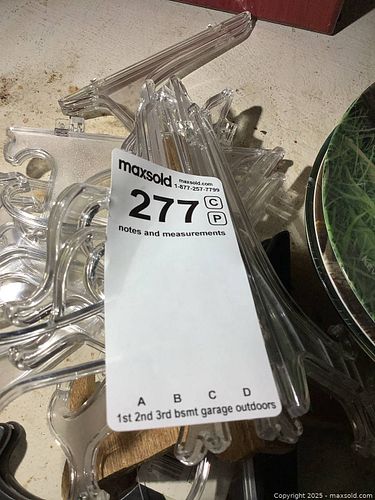 maxsold maxsold.com
1-877-257-7799
277 C
P
notes and measurements
A B C D
1st 2nd 3rd bsmt garage outdoors
Copyright 2025 - maxsold.com